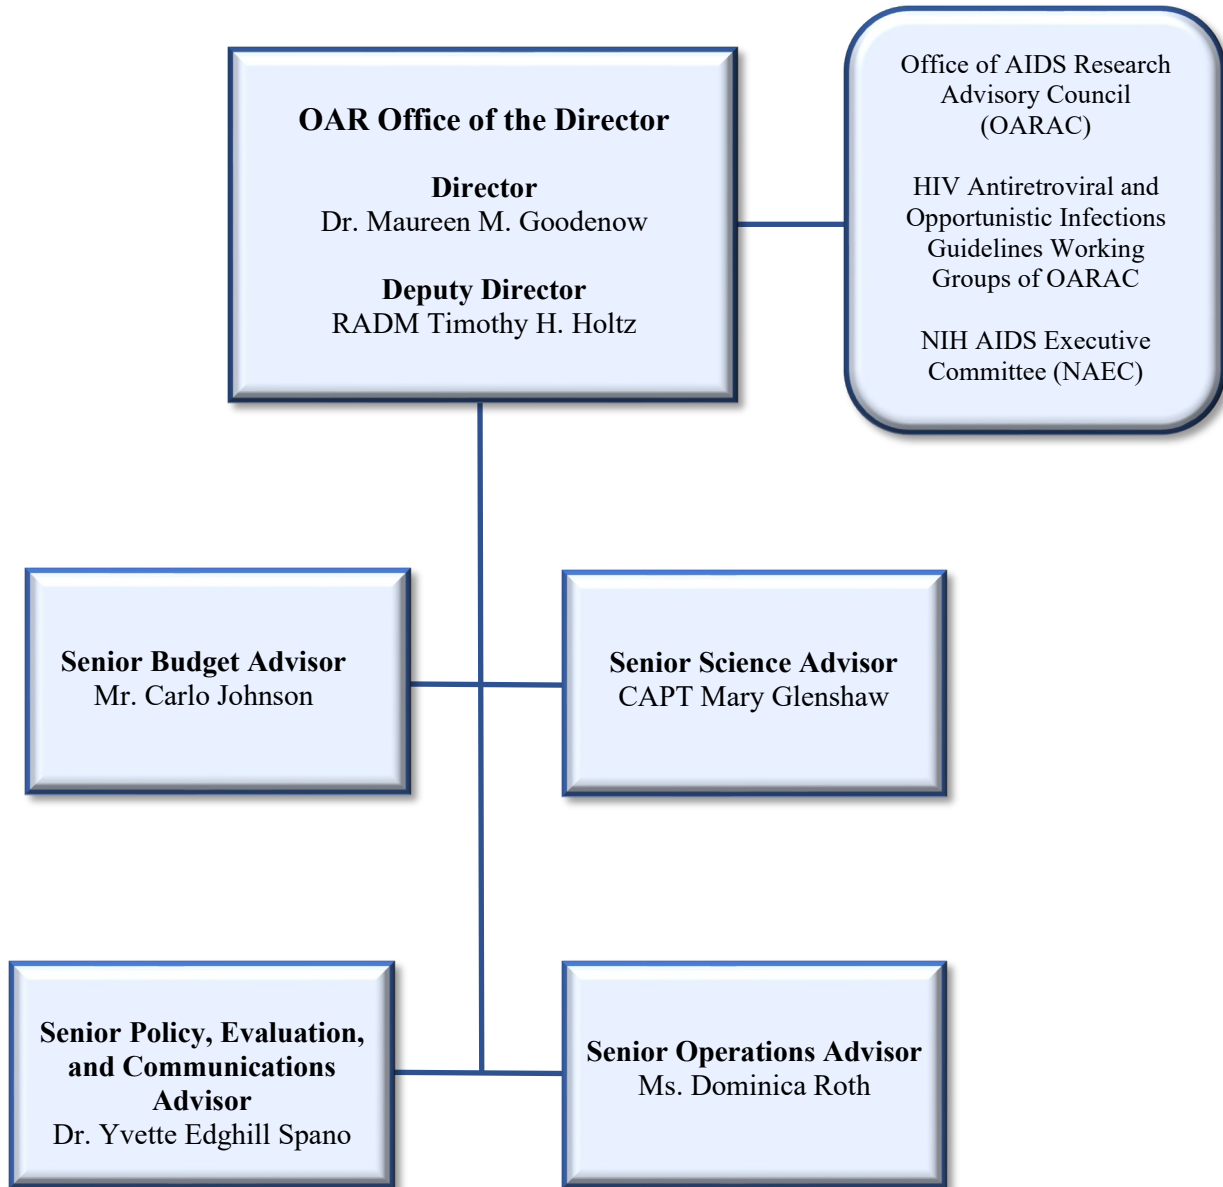 OAR Office of the Director
Director
Dr. Maureen M. Goodenow
Deputy Director
RADM Timothy H. Holtz
Office of AIDS Research
Advisory Council
(OARAC)
HIV Antiretroviral and
Opportunistic Infections
Guidelines Working
Groups of OARAC
NIH AIDS Executive
Committee (NAEC)
Senior Budget Advisor
Mr. Carlo Johnson
Senior Science Advisor
CAPT Mary Glenshaw
Senior Policy, Evaluation,
and Communications
Advisor
Dr. Yvette Edghill Spano
Senior Operations Advisor
Ms. Dominica Roth